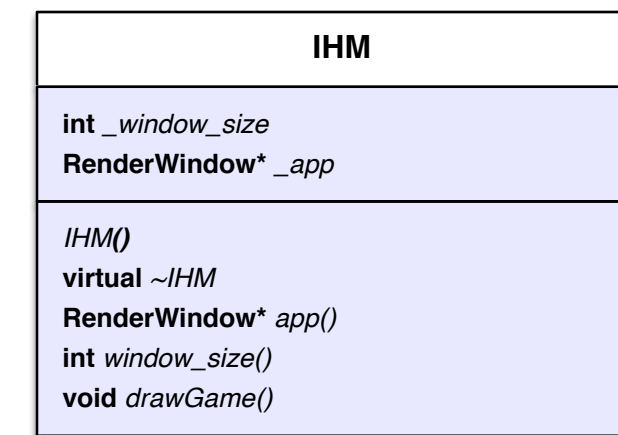 IHM
int _window_size
RenderWindow* _app
IHM()
virtual ~IHM
RenderWindow* app()
int window_size()
void drawGame()